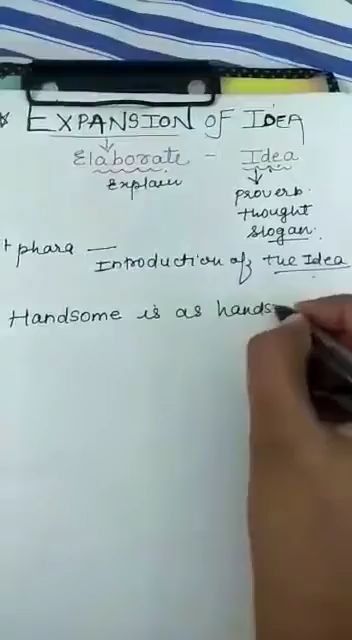 EXPANSION OF IDEA
Elaborate - Idea
Explain
proverb.
thought
slogan.
phara —
Introduction of the Idea
Handsome is as hands